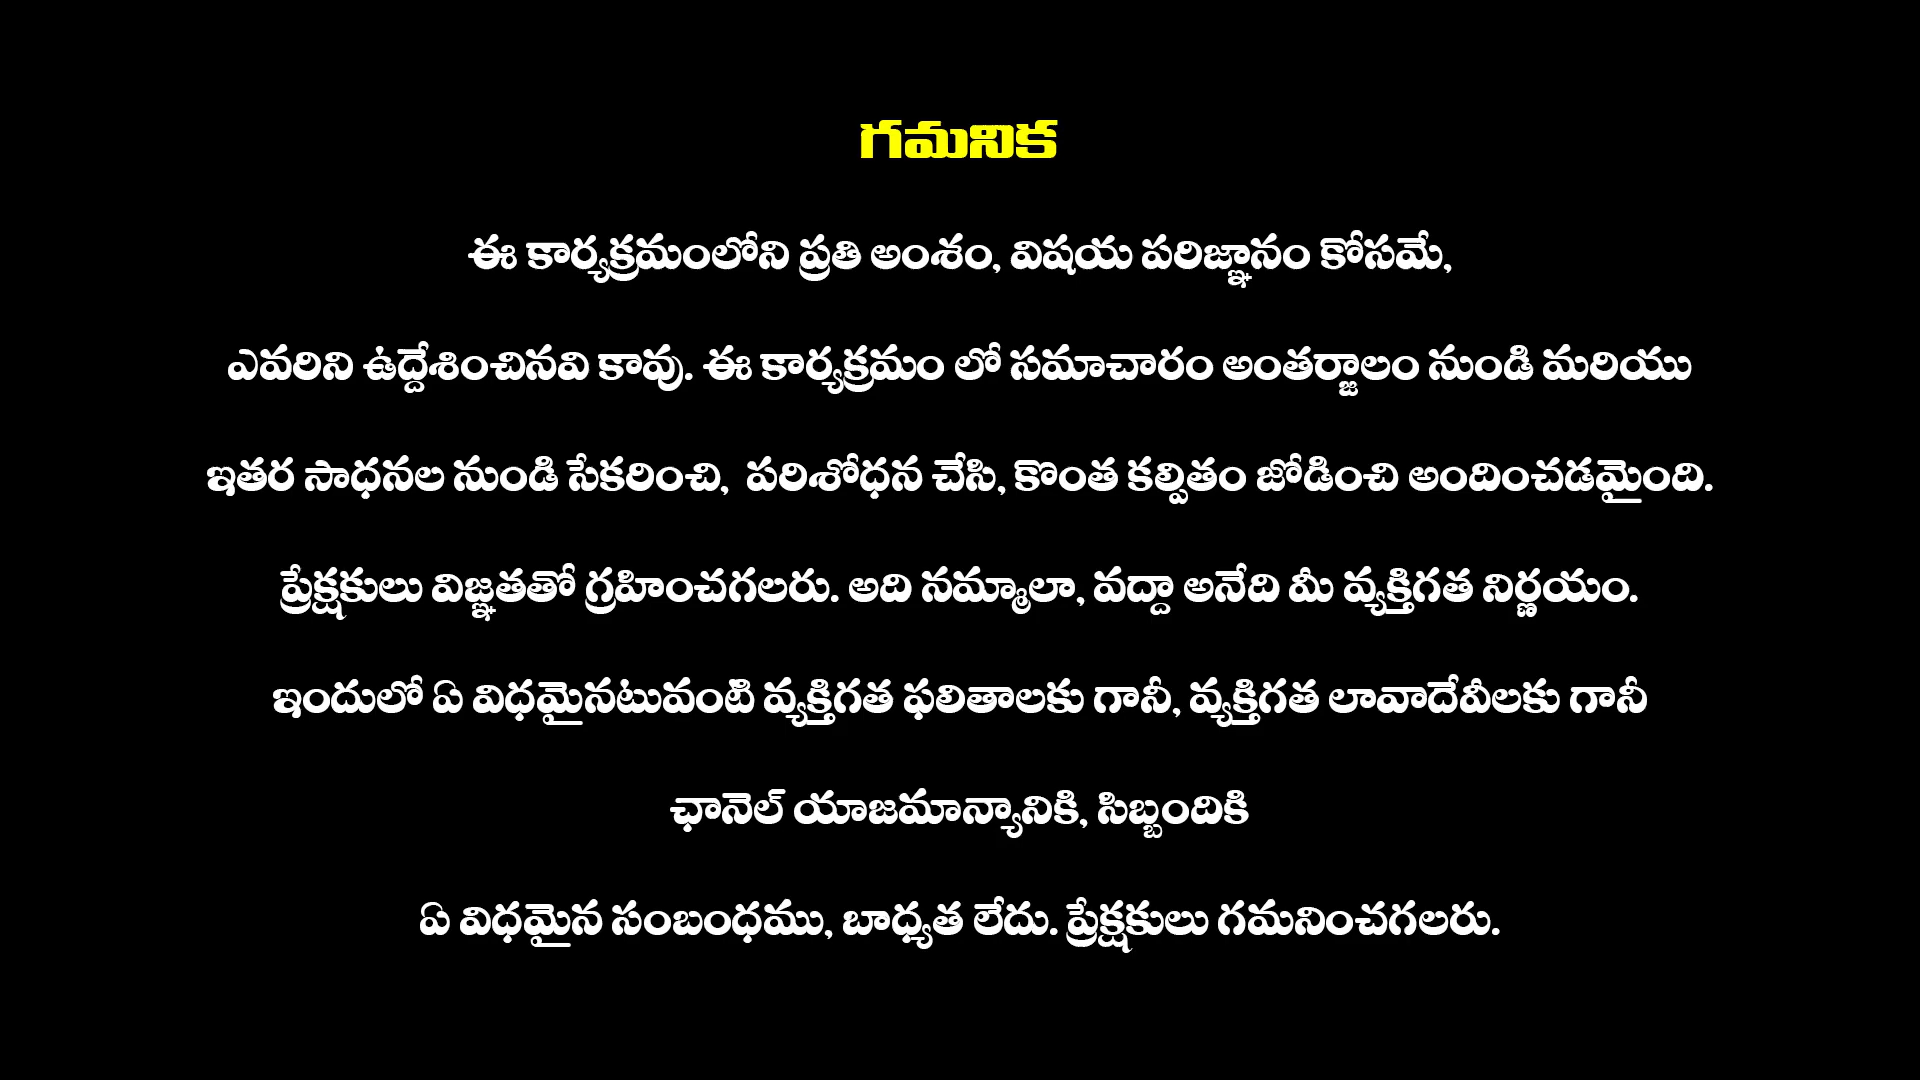 గమనిక
ఈ కార్యక్రమంలోని ప్రతి అంశం, విషయ పరిజ్ఞానం కోసమే,
ఎవరిని ఉద్దేశించినవి కావు. ఈ కార్యక్రమం లో సమాచారం అంతర్జాలం నుండి మరియు
ఇతర సాధనల నుండి సేకరించి, పరిశోధన చేసి, కొంత కల్పితం జోడించి అందించడమైంది.
ప్రేక్షకులు విజ్ఞతతో గ్రహించగలరు. అది నమ్మాలా, వద్దా అనేది మీ వ్యక్తిగత నిర్ణయం.
ఇందులో ఏ విధమైనటువంటి వ్యక్తిగత ఫలితాలకు గానీ, వ్యక్తిగత లావాదేవీలకు గానీ
ఛానెల్ యాజమాన్యానికి, సిబ్బందికి
ఏ విధమైన సంబంధము, బాధ్యత లేదు. ప్రేక్షకులు గమనించగలరు.